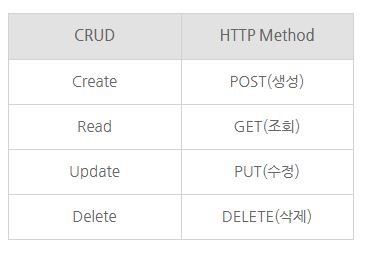 CRUD HTTP Method
Create POST(생성)
Read GET(조회)
Update PUT(수정)
Delete DELETE(삭제)